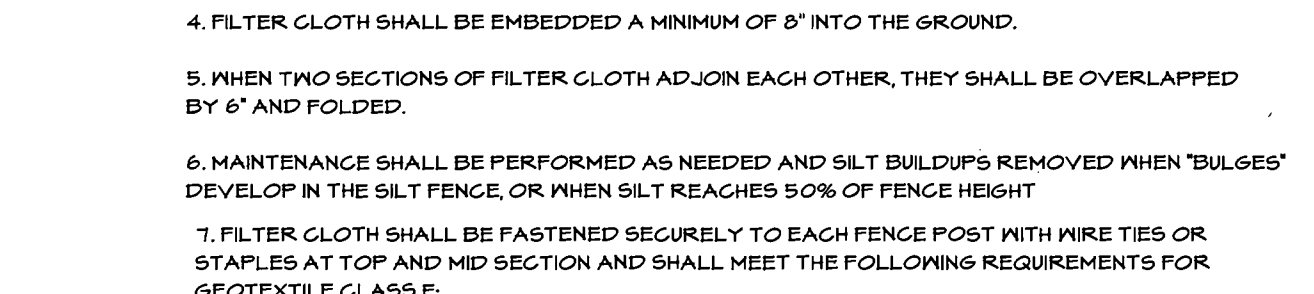 4. FILTER CLOTH SHALL BE EMBEDDED A MINIMUM OF 8" INTO THE GROUND.
5. WHEN TWO SECTIONS OF FILTER CLOTH ADJOIN EACH OTHER, THEY SHALL BE OVERLAPPED
BY 6" AND FOLDED.
6. MAINTENANCE SHALL BE PERFORMED AS NEEDED AND SILT BUILDUPS REMOVED WHEN "BULGES"
DEVELOP IN THE SILT FENCE, OR WHEN SILT REACHES 50% OF FENCE HEIGHT
7. FILTER CLOTH SHALL BE FASTENED SECURELY TO EACH FENCE POST WITH WIRE TIES OR
STAPLES AT TOP AND MID SECTION AND SHALL MEET THE FOLLOWING REQUIREMENTS FOR
GEOTEXTILE CLASS F: